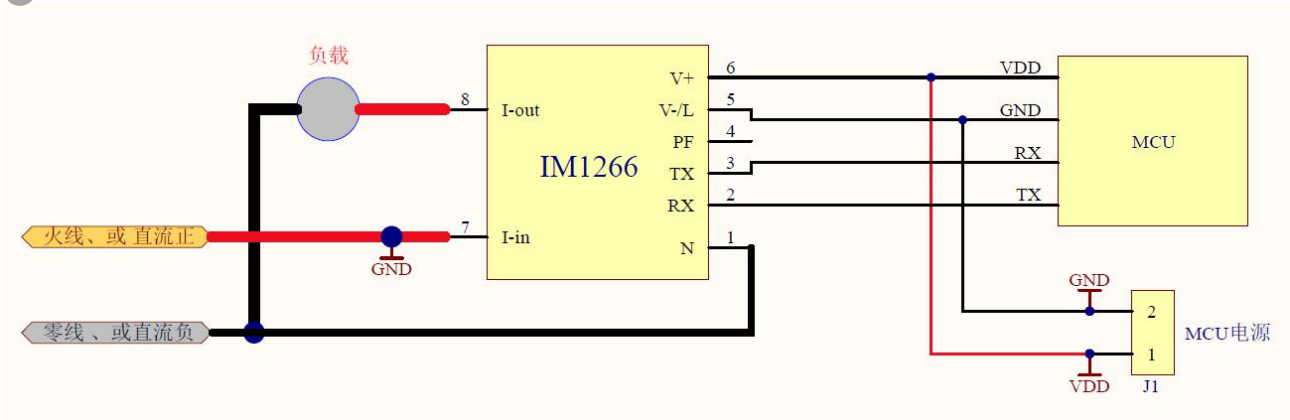 负载
8
I-out
IM1266
7
I-in
V+
6
V-/L
5
PF
4
TX
3
RX
2
N
1
VDD
GND
RX
TX
MCU
火线、或 直流正
GND
零线 、或直流负
GND
2
1
VDD
J1
MCU电源